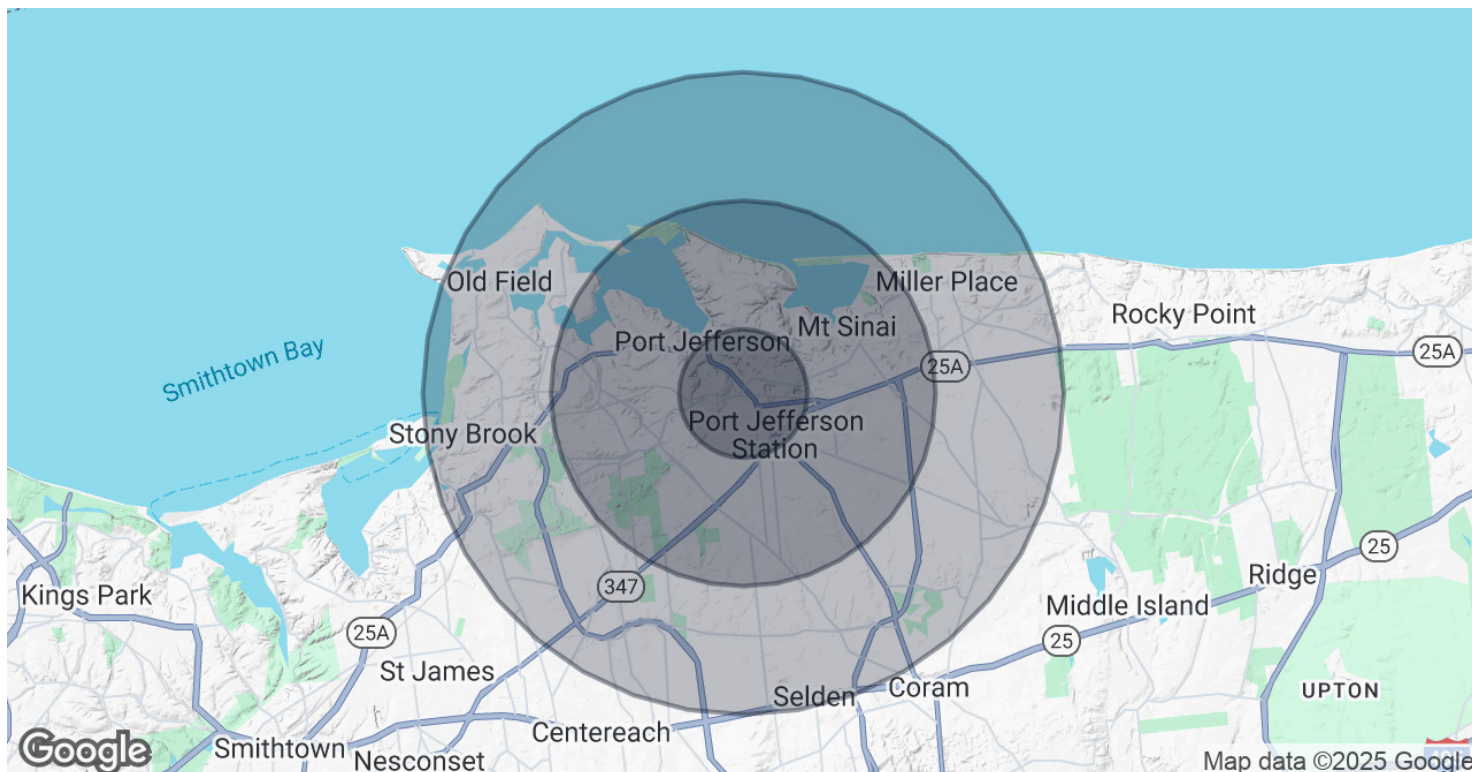 Old Field
Miller Place
Rocky Point
Mt Sinai
Port Jefferson
Smithtown Bay
25A
25A
Port Jefferson
Station
Stony Brook
25
347
Ridge
Kings Park
Middle Island
25A
25
St James
UPTON
Selden
Coram
Centereach
Smithtown
Nesconset
Google
Map data ©2025 Google